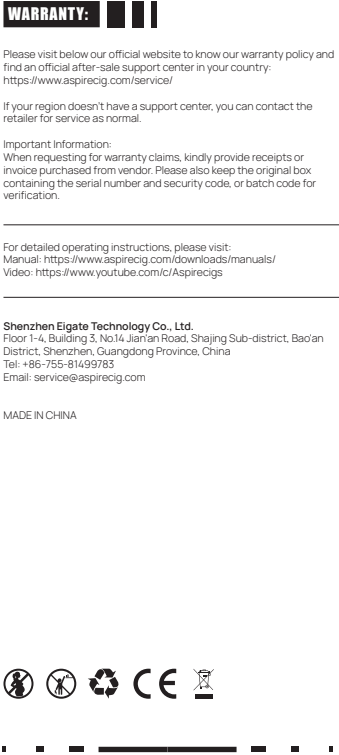 WARRANTY:
Please visit below our official website to know our warranty policy and
find an official after-sale support center in your country:
https://www.aspirecig.com/service/
If your region doesn't have a support center, you can contact the
retailer for service as normal.
Important Information:
When requesting for warranty claims, kindly provide receipts or
invoice purchased from vendor. Please also keep the original box
containing the serial number and security code, or batch code for
verification.
For detailed operating instructions, please visit:
Manual: https://www.aspirecig.com/downloads/manuals/
Video: https://www.youtube.com/c/Aspirecigs
Shenzhen Eigate Technology Co., Ltd.
Floor 1-4, Building 3, No.14 Jian'an Road, Shajing Sub-district, Bao'an
District, Shenzhen, Guangdong Province, China
Tel: +86-755-81499783
Email: service@aspirecig.com
MADE IN CHINA
CE